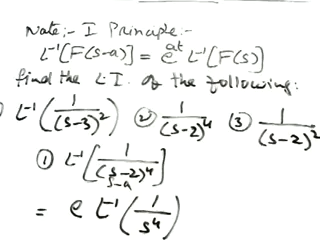 Note:- I Principle:-
L⁻¹[F(s-a)] = e^at L⁻¹[F(s)]
find the L.I. of the following:
) L⁻¹(1/(s-3)²) ② 1/(s-2)⁴ ③ 1/(s-2)²
① L⁻¹[1/(s-2)⁴]
s-a
= e L⁻¹(1/s⁴)